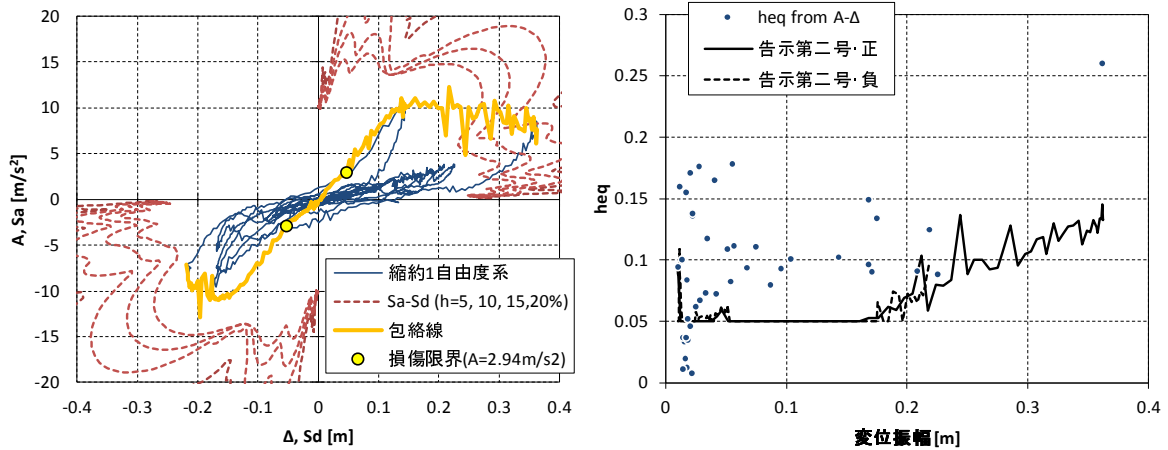 20
15
10
5
0
-5
-10
-15
-20
A, Sa [m/s²]
-0.4
-0.3
-0.2
-0.1
0
0.1
0.2
0.3
0.4
Δ, Sd [m]
縮約1自由度系
Sa-Sd (h=5, 10, 15,20%)
包絡線
損傷限界(A=2.94m/s2)
0.3
0.25
0.2
0.15
0.1
0.05
0
heq
0
0.1
0.2
0.3
0.4
変位振幅[m]
heq from A-Δ
告示第二号・正
告示第二号・負